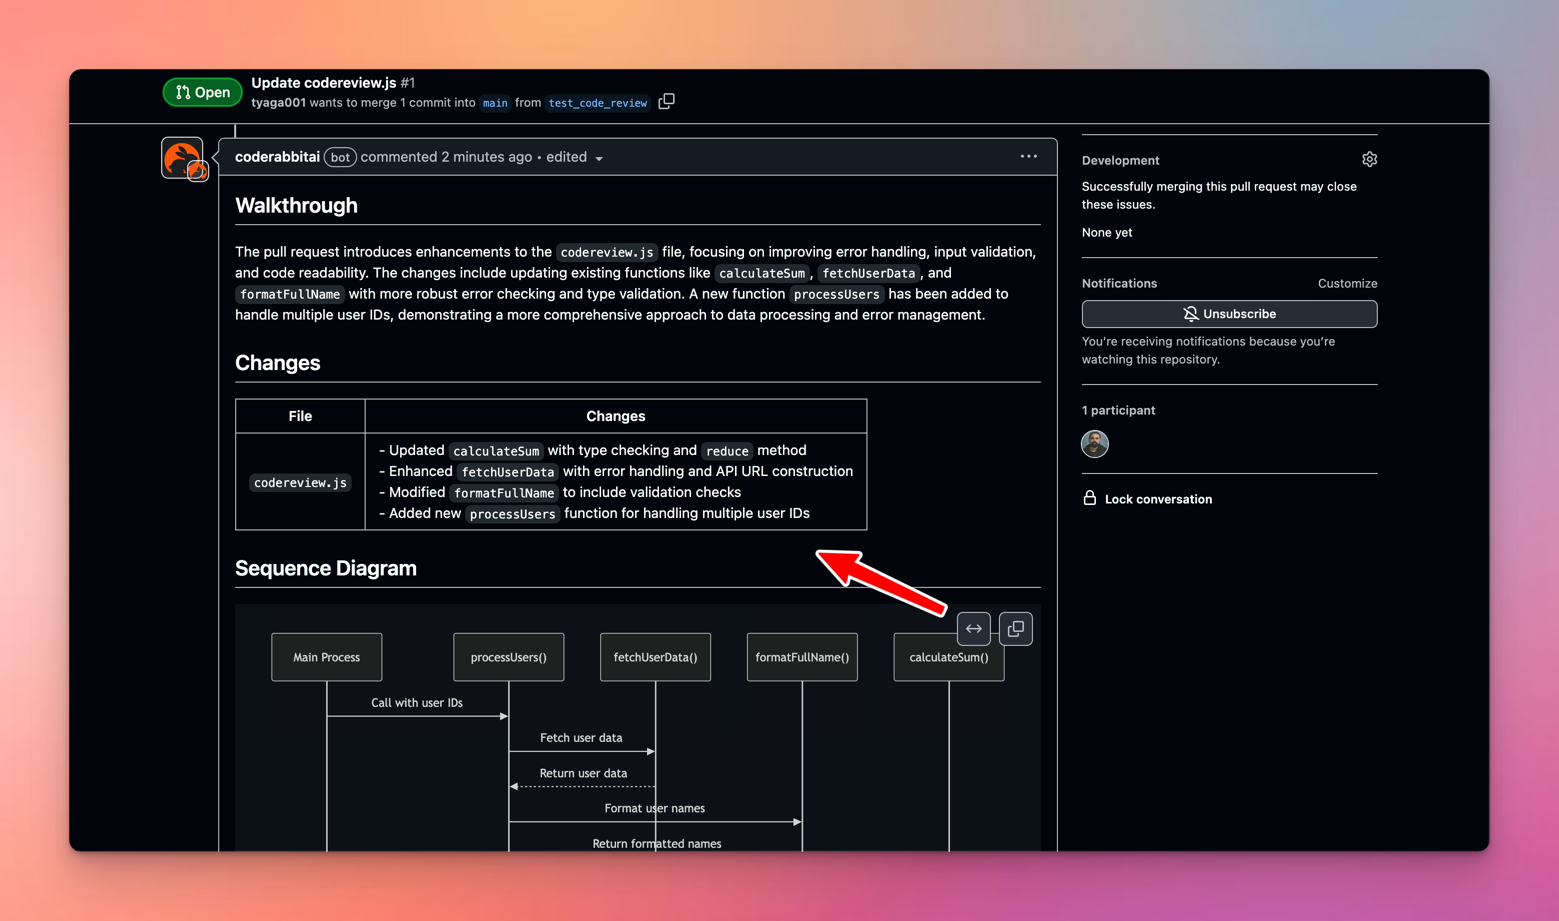 Open
Update codereview.js #1
tyaga001 wants to merge 1 commit into main from test_code_review
coderabbitai bot commented 2 minutes ago • edited
Walkthrough
The pull request introduces enhancements to the codereview.js file, focusing on improving error handling, input validation,
and code readability. The changes include updating existing functions like calculateSum, fetchUserData, and
formatFullName with more robust error checking and type validation. A new function processUsers has been added to
handle multiple user IDs, demonstrating a more comprehensive approach to data processing and error management.
Changes
File Changes
codereview.js
- Updated calculateSum with type checking and reduce method
- Enhanced fetchUserData with error handling and API URL construction
- Modified formatFullName to include validation checks
- Added new processUsers function for handling multiple user IDs
Sequence Diagram
Main Process processUsers() fetchUserData() formatFullName() calculateSum()
Call with user IDs
Fetch user data
Return user data
Format user names
Return formatted names
Development
Successfully merging this pull request may close
these issues.
None yet
Notifications Customize
Unsubscribe
You're receiving notifications because you're
watching this repository.
1 participant
Lock conversation